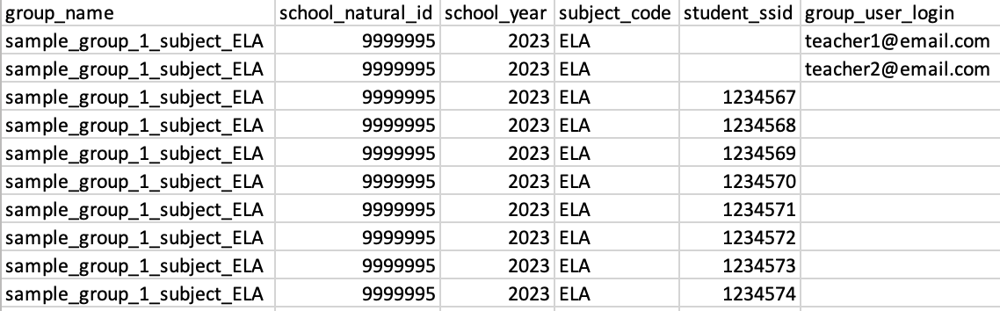 group_name school_natural_id school_year subject_code student_ssid group_user_login
sample_group_1_subject_ELA 9999995 2023 ELA teacher1@email.com
sample_group_1_subject_ELA 9999995 2023 ELA teacher2@email.com
sample_group_1_subject_ELA 9999995 2023 ELA 1234567
sample_group_1_subject_ELA 9999995 2023 ELA 1234568
sample_group_1_subject_ELA 9999995 2023 ELA 1234569
sample_group_1_subject_ELA 9999995 2023 ELA 1234570
sample_group_1_subject_ELA 9999995 2023 ELA 1234571
sample_group_1_subject_ELA 9999995 2023 ELA 1234572
sample_group_1_subject_ELA 9999995 2023 ELA 1234573
sample_group_1_subject_ELA 9999995 2023 ELA 1234574